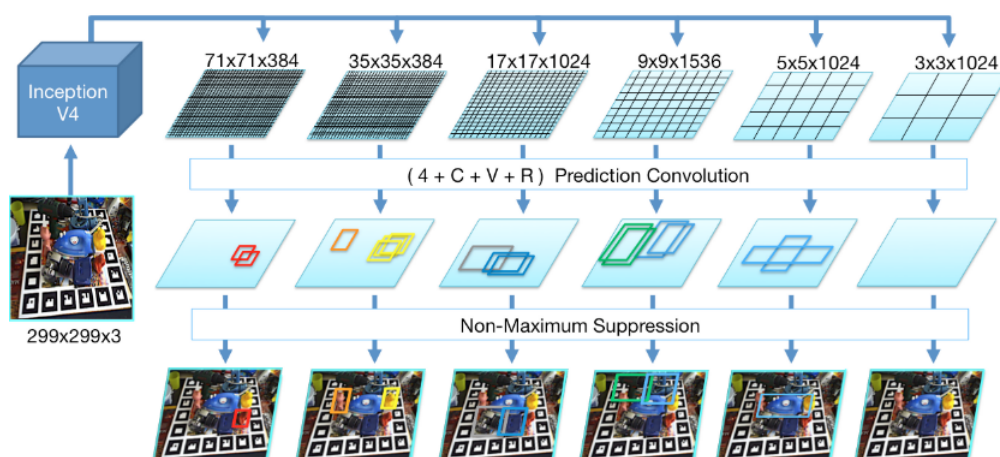 71x71x384
35x35x384
17x17x1024
9x9x1536
5x5x1024
3x3x1024
Inception
V4
( 4 + C + V + R ) Prediction Convolution
299x299x3
Non-Maximum Suppression